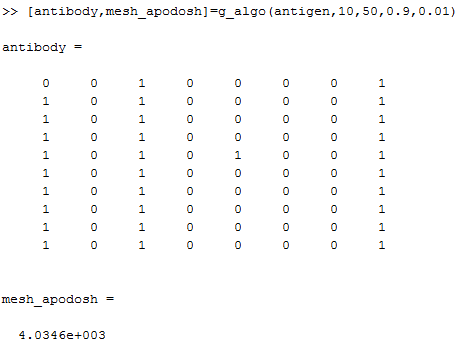 >> [antibody,mesh_apodosh]=g_algo(antigen,10,50,0.9,0.01)
antibody =
0 0 1 0 0 0 0 1
1 0 1 0 0 0 0 1
1 0 1 0 0 0 0 1
1 0 1 0 0 0 0 1
1 0 1 0 1 0 0 1
1 0 1 0 0 0 0 1
1 0 1 0 0 0 0 1
1 0 1 0 0 0 0 1
1 0 1 0 0 0 0 1
1 0 1 0 0 0 0 1
mesh_apodosh =
4.0346e+003